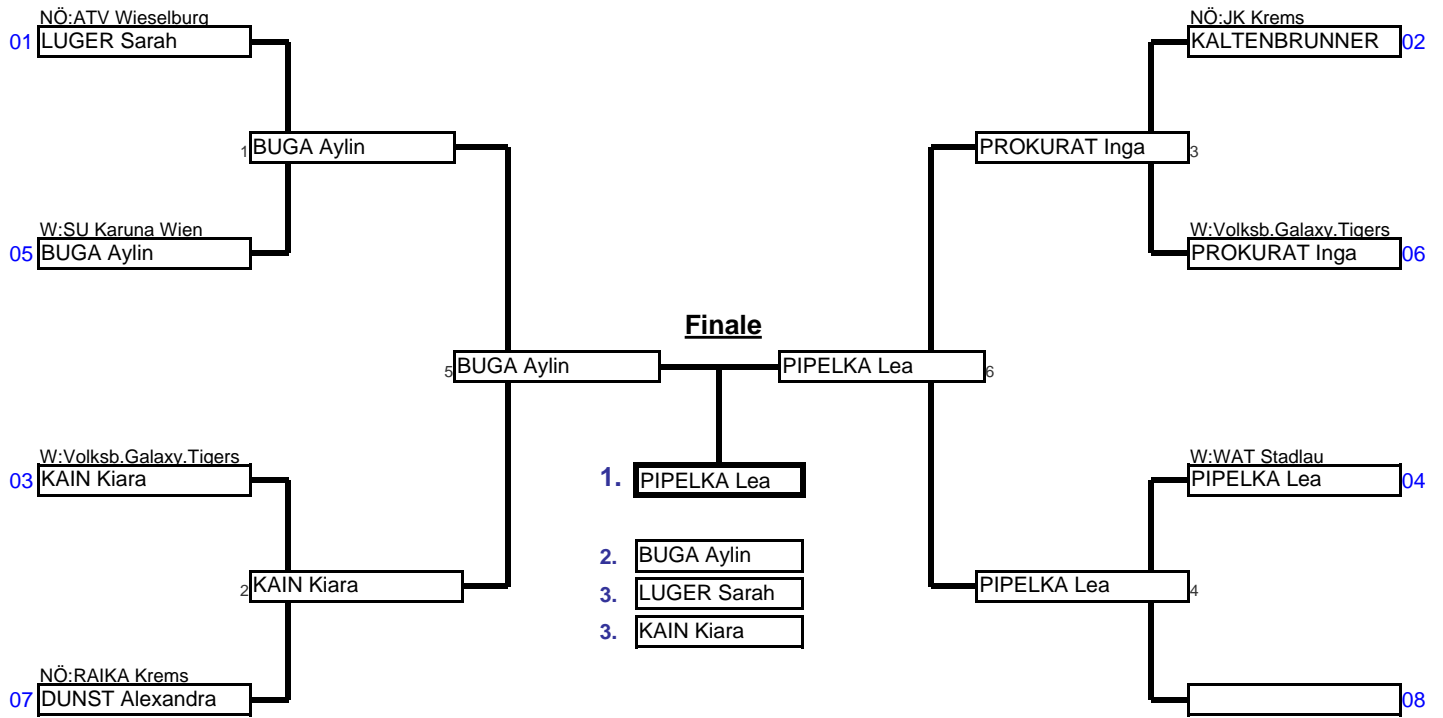 NÖ:ATV Wieselburg
01 LUGER Sarah
1 BUGA Aylin
W:SU Karuna Wien
05 BUGA Aylin
5 BUGA Aylin
W:Volksb.Galaxy.Tigers
03 KAIN Kiara
2 KAIN Kiara
NÖ:RAIKA Krems
07 DUNST Alexandra
Finale
1. PIPELKA Lea
2. BUGA Aylin
3. LUGER Sarah
3. KAIN Kiara
NÖ:JK Krems
KALTENBRUNNER 02
PROKURAT Inga 3
W:Volksb.Galaxy.Tigers
PROKURAT Inga 06
PIPELKA Lea 6
W:WAT Stadlau
PIPELKA Lea 04
PIPELKA Lea 4
08